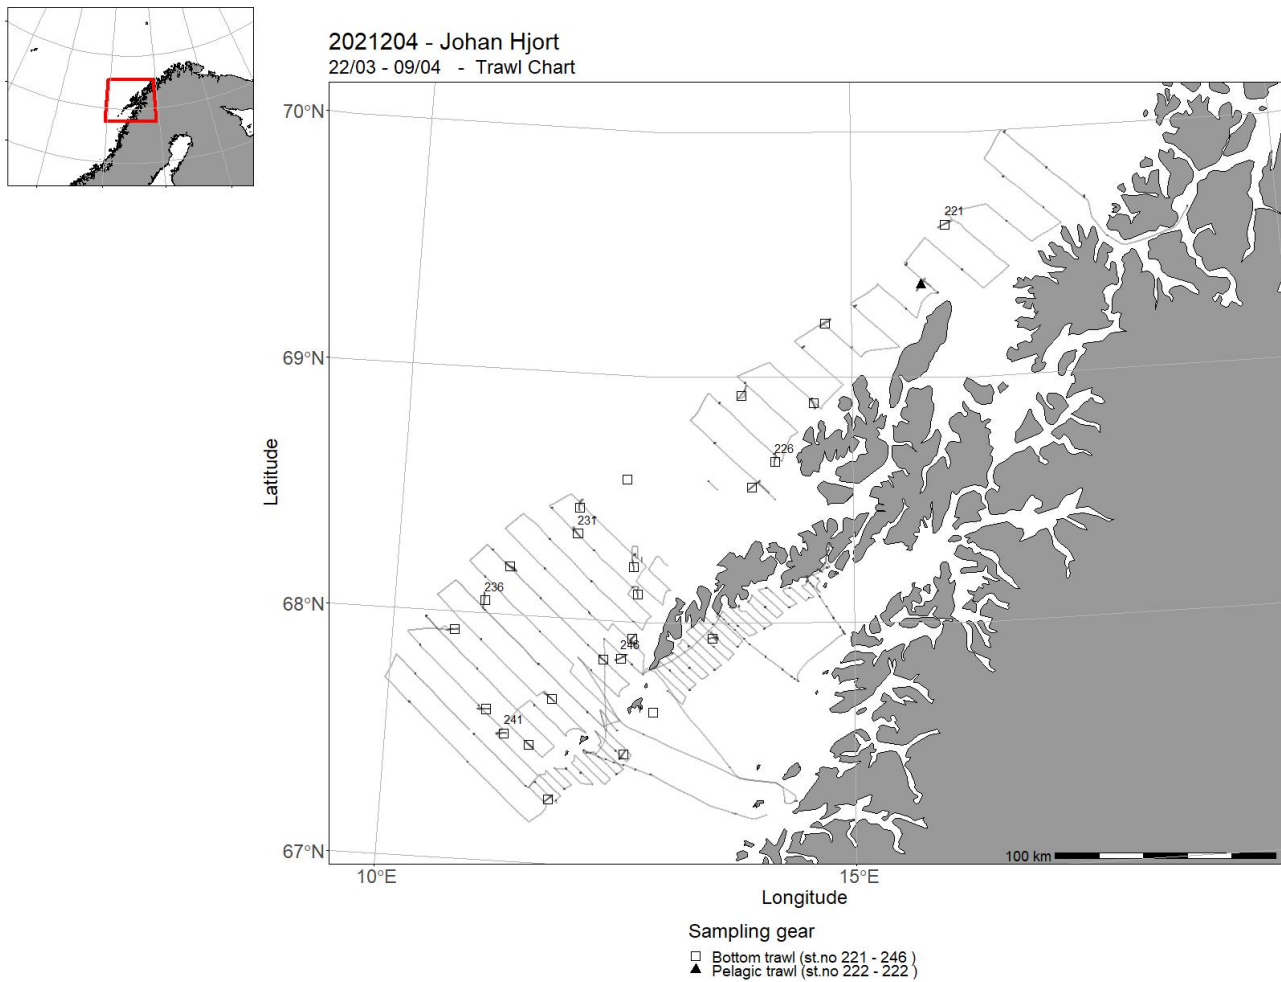 2021204 - Johan Hjort
22/03 - 09/04 - Trawl Chart
70°N
69°N
68°N
67°N
Latitude
221
226
231
236
246
241
100 km
10°E
15°E
Longitude
Sampling gear
Bottom trawl (st.no 221 - 246 )
Pelagic trawl (st.no 222 - 222 )